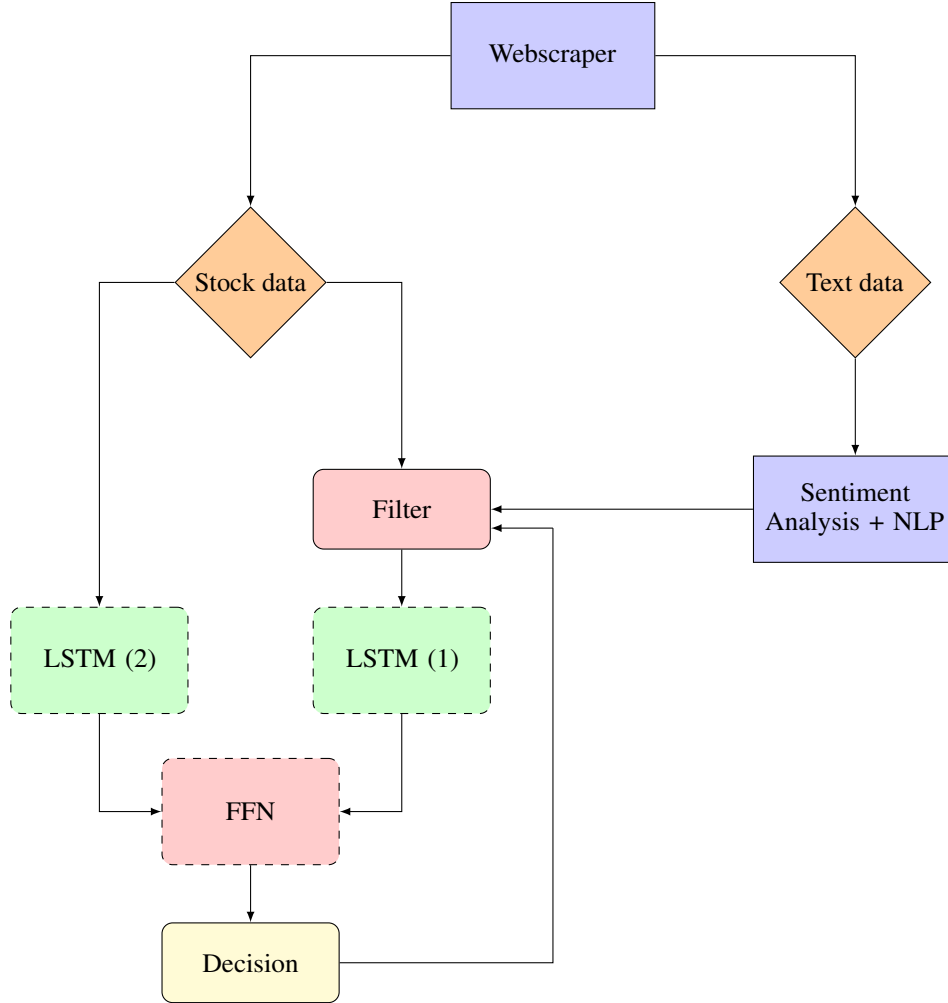 Webscraper
Stock data
Text data
Filter
Sentiment
Analysis + NLP
LSTM (2)
LSTM (1)
FFN
Decision